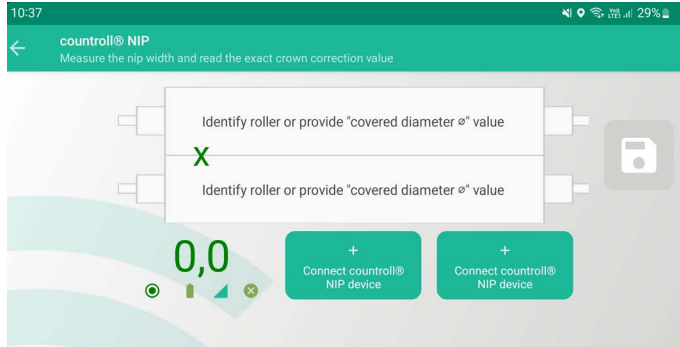 10:37
29%
countroll® NIP
Measure the nip width and read the exact crown correction value
Identify roller or provide "covered diameter ⌀" value
X
Identify roller or provide "covered diameter ⌀" value
0,0
+
Connect countroll®
NIP device
+
Connect countroll®
NIP device